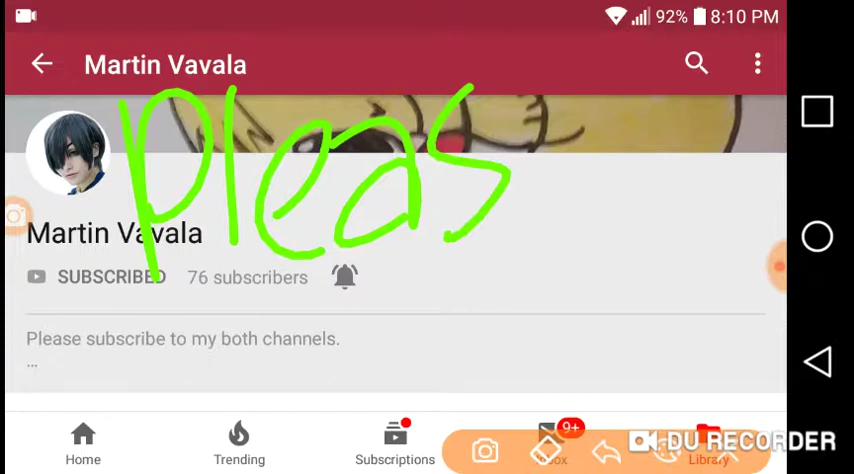 92% 8:10 PM
Martin Vavala
Pleas
Martin Vavala
SUBSCRIBED 76 subscribers
Please subscribe to my both channels.
...
9+
DU RECORDER
Home Trending Subscriptions Inbox Library